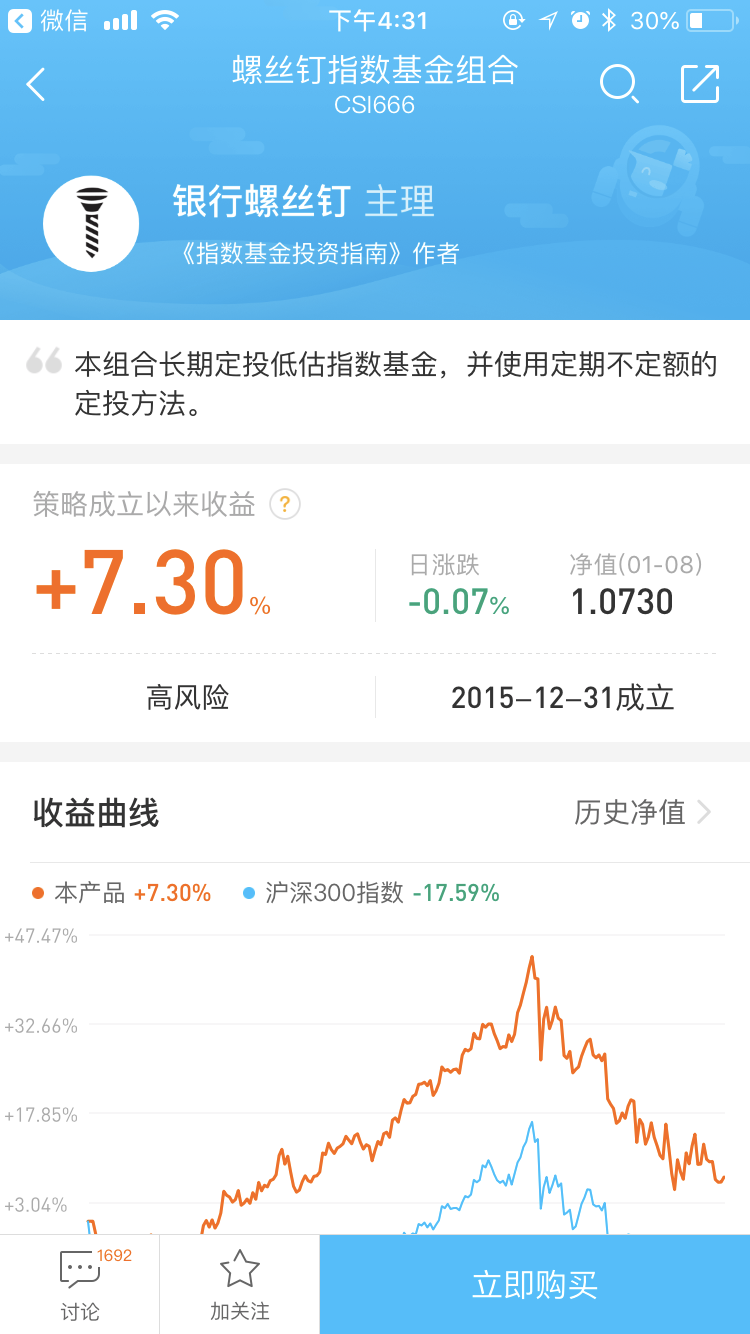 微信
下午4:31
30%
螺丝钉指数基金组合
CSI666
银行螺丝钉 主理
《指数基金投资指南》作者
本组合长期定投低估指数基金，并使用定期不定额的
定投方法。
策略成立以来收益 ?
+7.30%
日涨跌
-0.07%
净值(01-08)
1.0730
高风险
2015-12-31成立
收益曲线
历史净值
本产品 +7.30%
沪深300指数 -17.59%
+47.47%
+32.66%
+17.85%
+3.04%
1692
讨论
加关注
立即购买